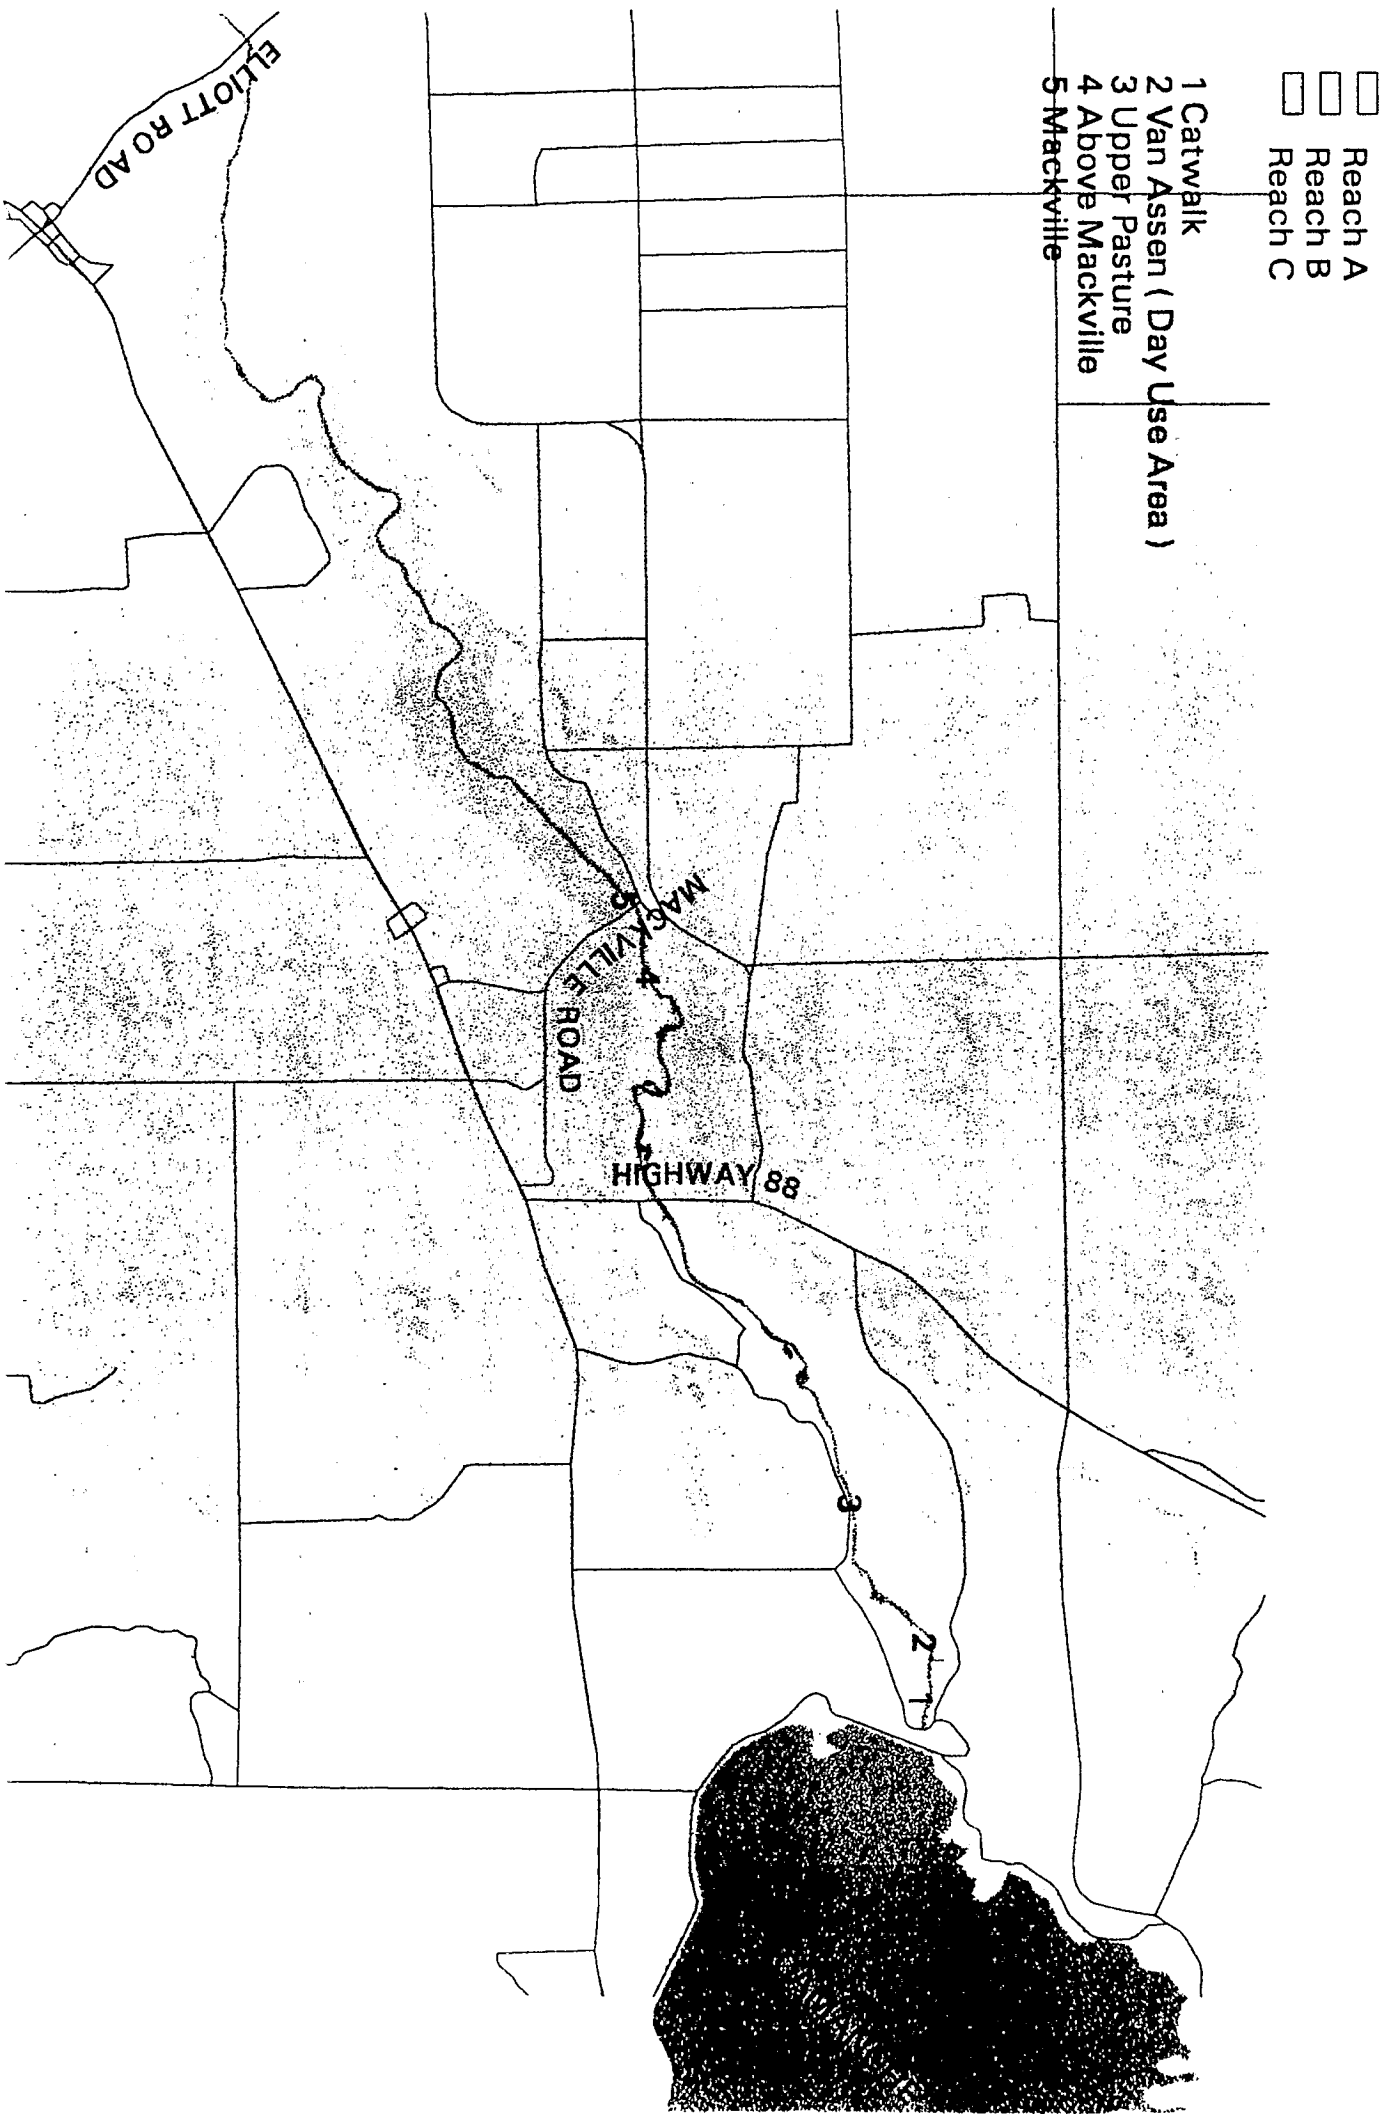 Reach A
Reach B
Reach C
1 Catwalk
2 Van Assen ( Day Use Area )
3 Upper Pasture
4 Above Mackville
5 Mackville
ELLIOTT ROAD
MACKVILLE ROAD
HIGHWAY 88
5
4
3
2
1